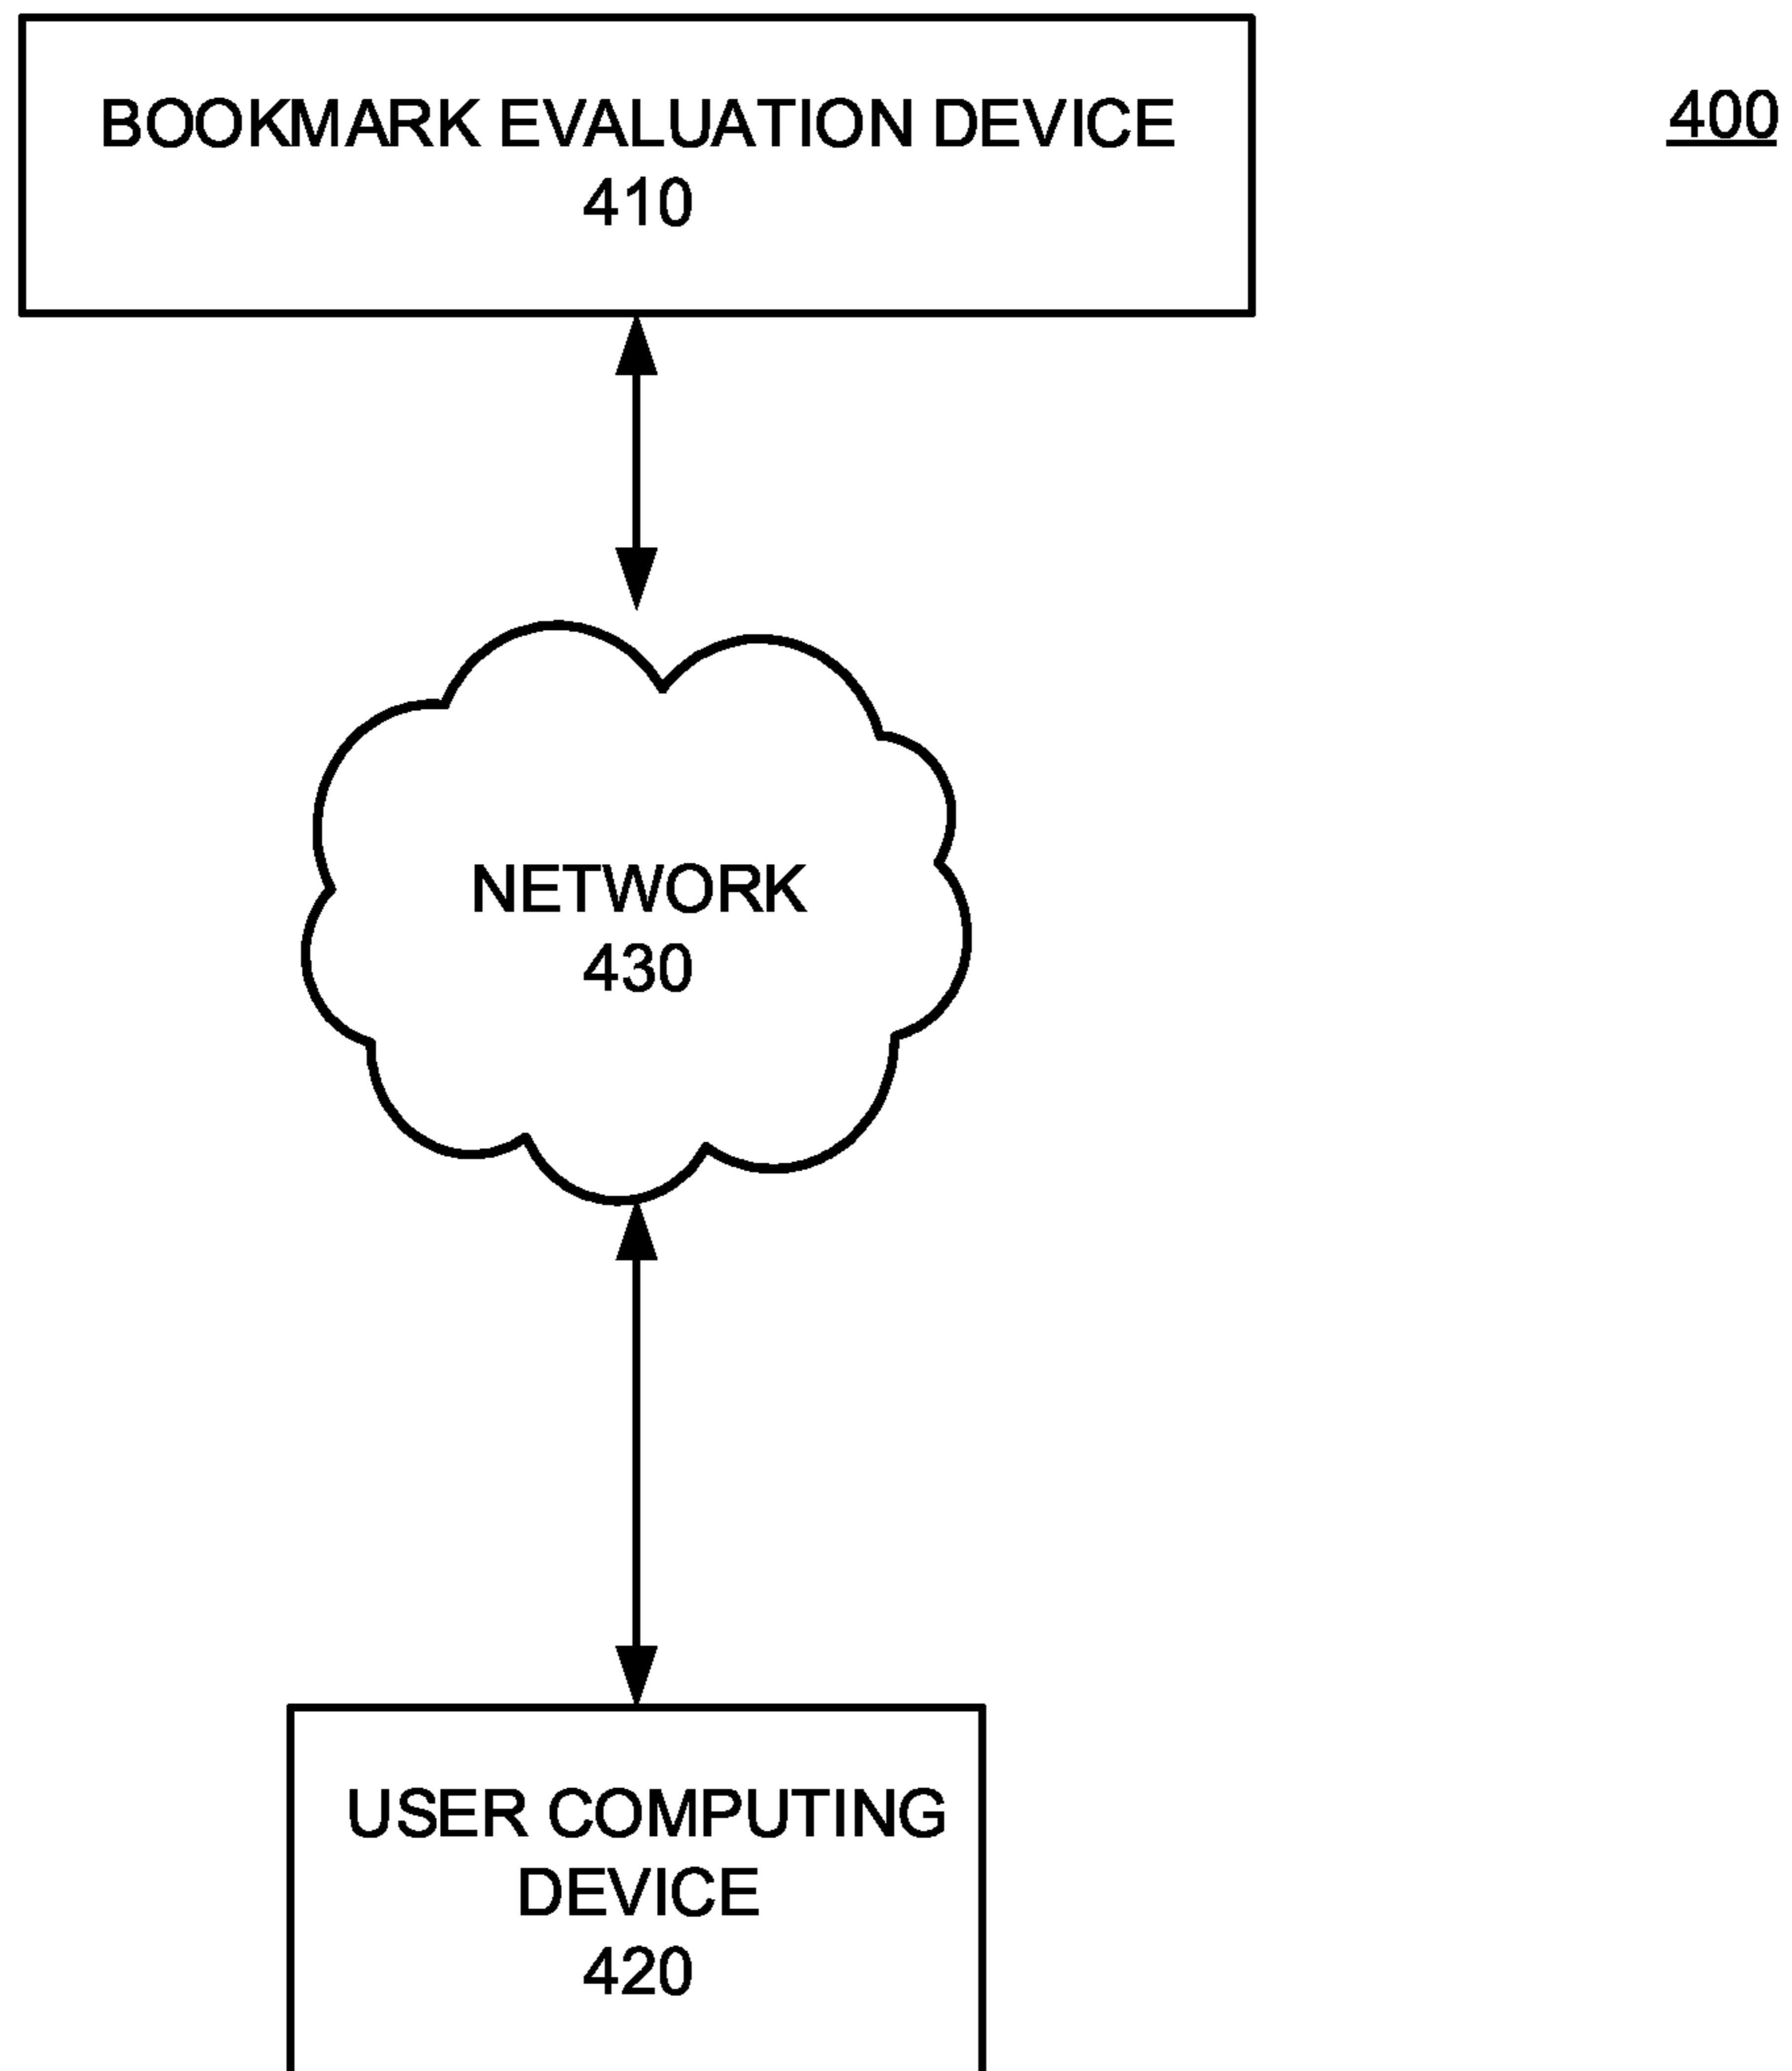 BOOKMARK EVALUATION DEVICE
410
400
NETWORK
430
USER COMPUTING
DEVICE
420